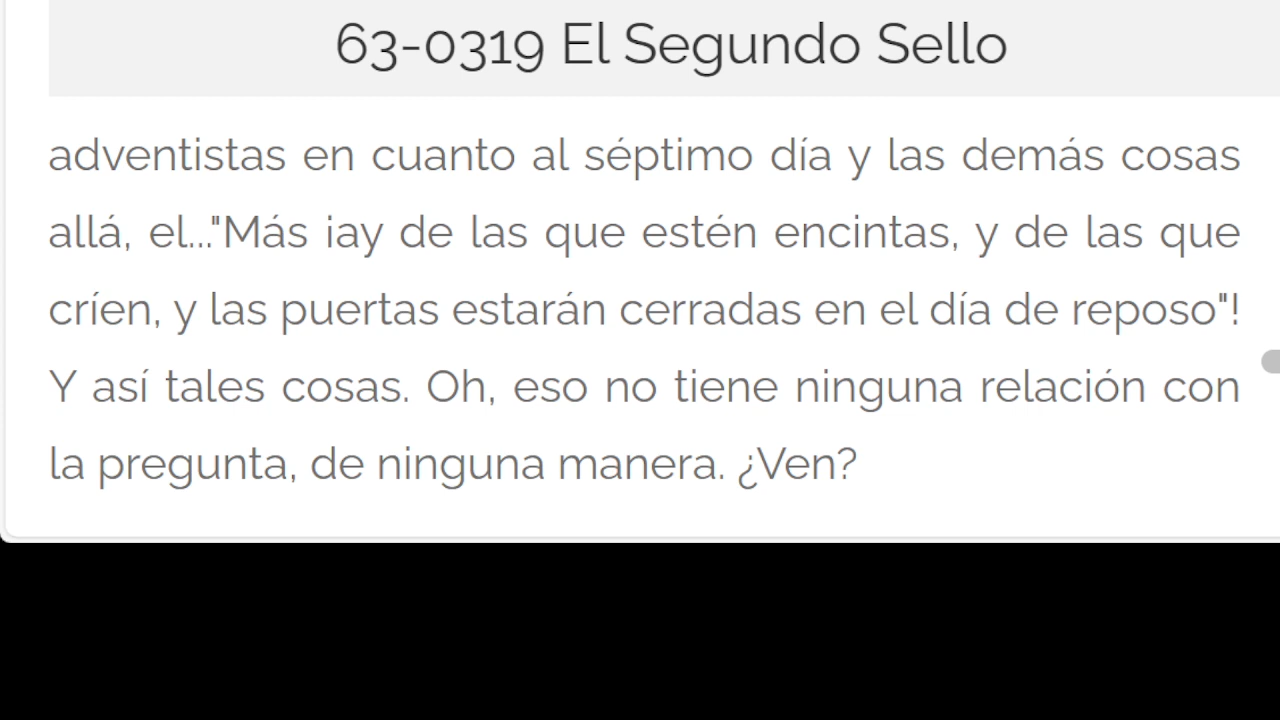 63-0319 El Segundo Sello
adventistas en cuanto al séptimo día y las demás cosas
allá, el..."Más ¡ay de las que estén encintas, y de las que
críen, y las puertas estarán cerradas en el día de reposo"!
Y así tales cosas. Oh, eso no tiene ninguna relación con
la pregunta, de ninguna manera. ¿Ven?